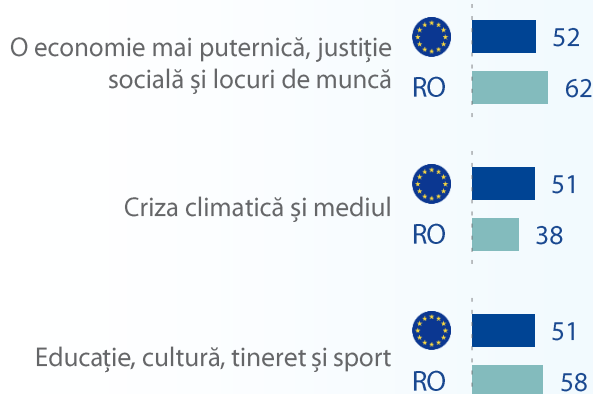 O economie mai puternică, justiție
socială și locuri de muncă
52
RO 62
Criza climatică și mediul
51
RO 38
Educație, cultură, tineret și sport
51
RO 58